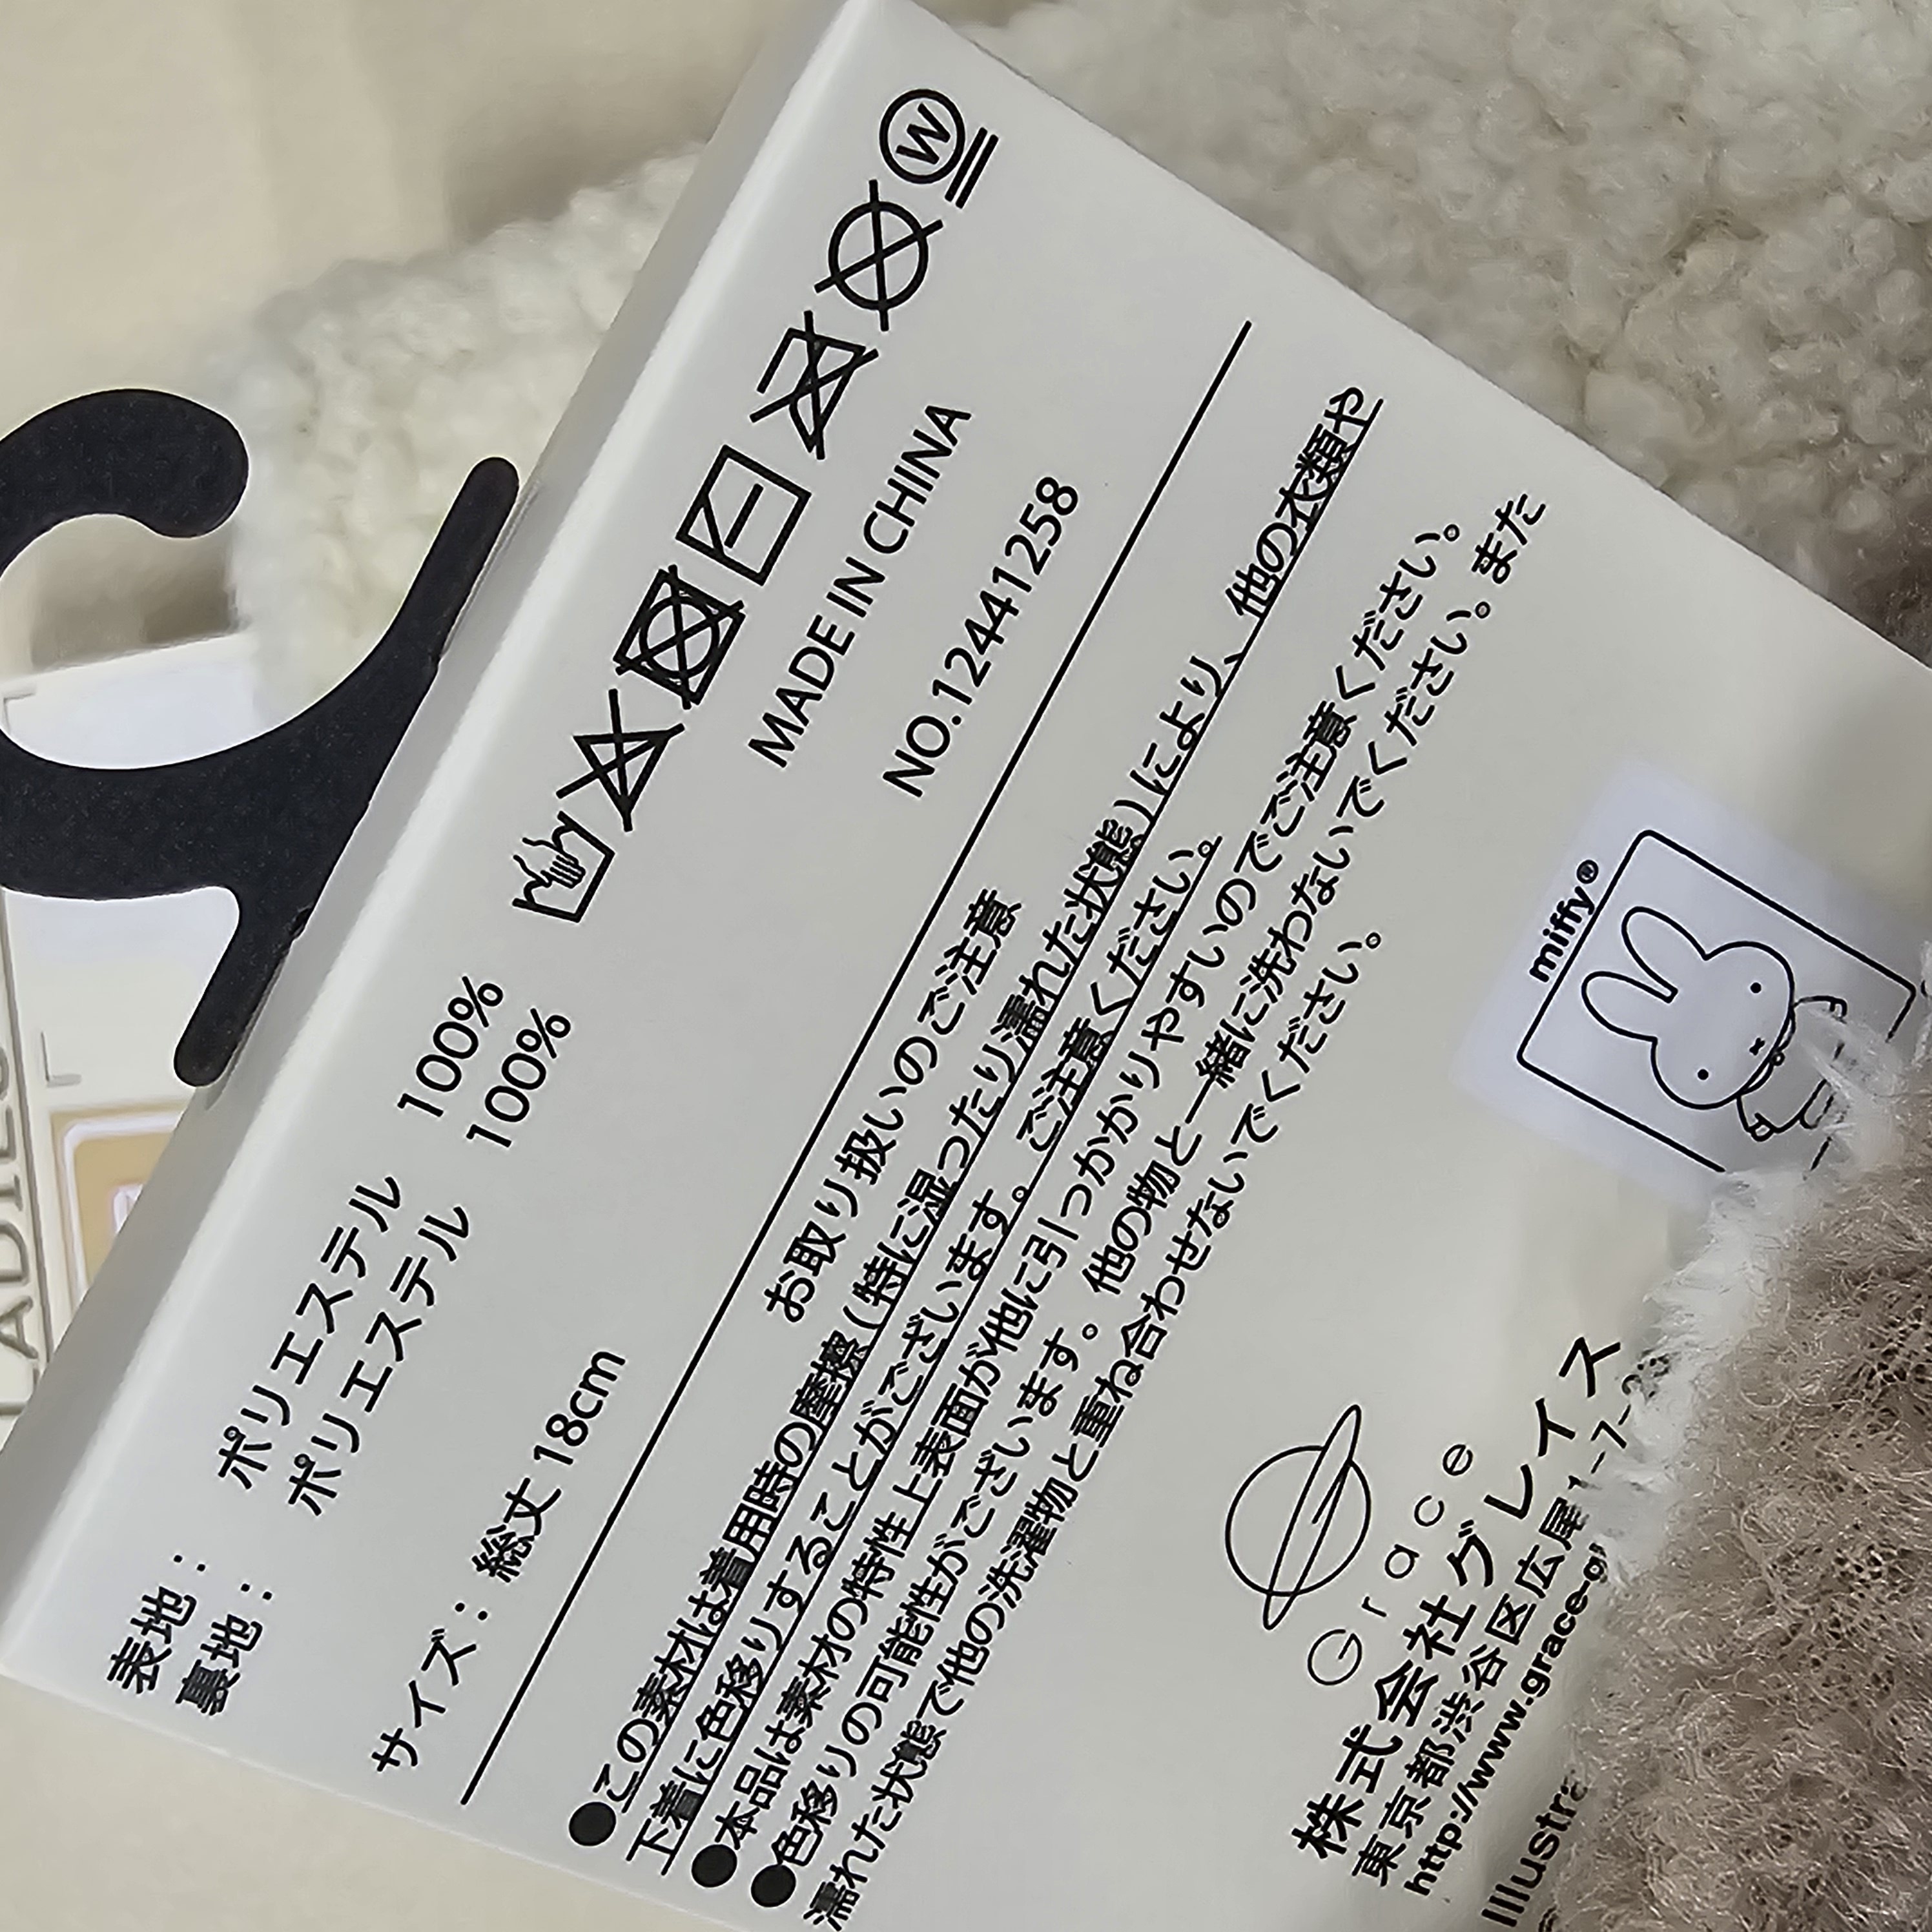 表地： ポリエステル 100%
裏地： ポリエステル 100%
サイズ： 総丈 18cm
W
MADE IN CHINA
NO.12441258
お取り扱いのご注意
●この素材は着用時の摩擦(特に湿ったり濡れた状態)により、他の衣類や
下着に色移りすることがございます。ご注意ください。
●本品は素材の特性上表面が他に引っかかりやすいのでご注意ください。
●色移りの可能性がございます。他の物と一緒に洗わないでください。また
濡れた状態で他の洗濯物と重ね合わせないでください。
miffy®
Grace
株式会社グレイス
東京都渋谷区広尾1-7-
http://www.grace-g
Illustra